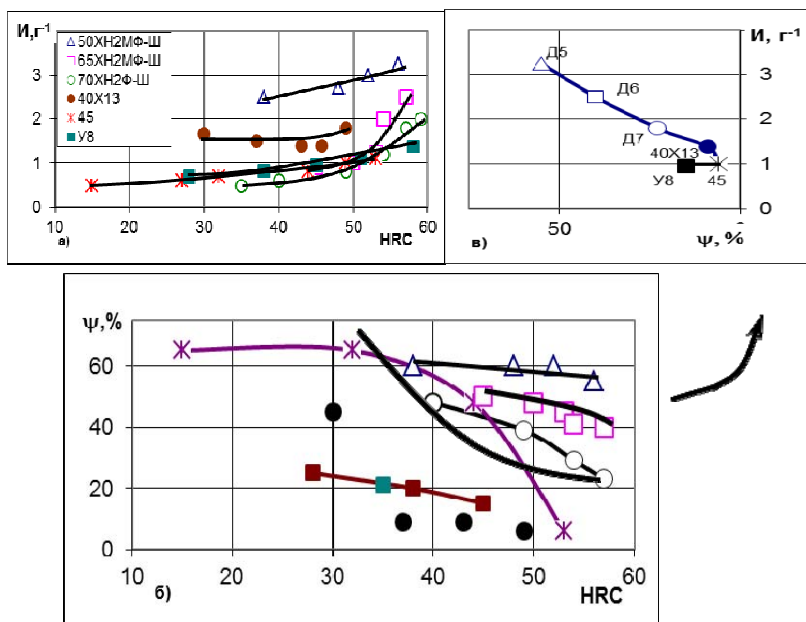 И,г⁻¹
50ХН2МФ-Ш
65ХН2МФ-Ш
70ХН2Ф-Ш
40Х13
45
У8
3
2
1
0
10 20 30 40 50 60
а)
HRC
И, г⁻¹
Д5
Д6
Д7
40Х13
У8
45
3
2
1
0
50
0
в)
ψ, %
ψ,%
60
40
20
0
10 20 30 40 50 60
б)
HRC